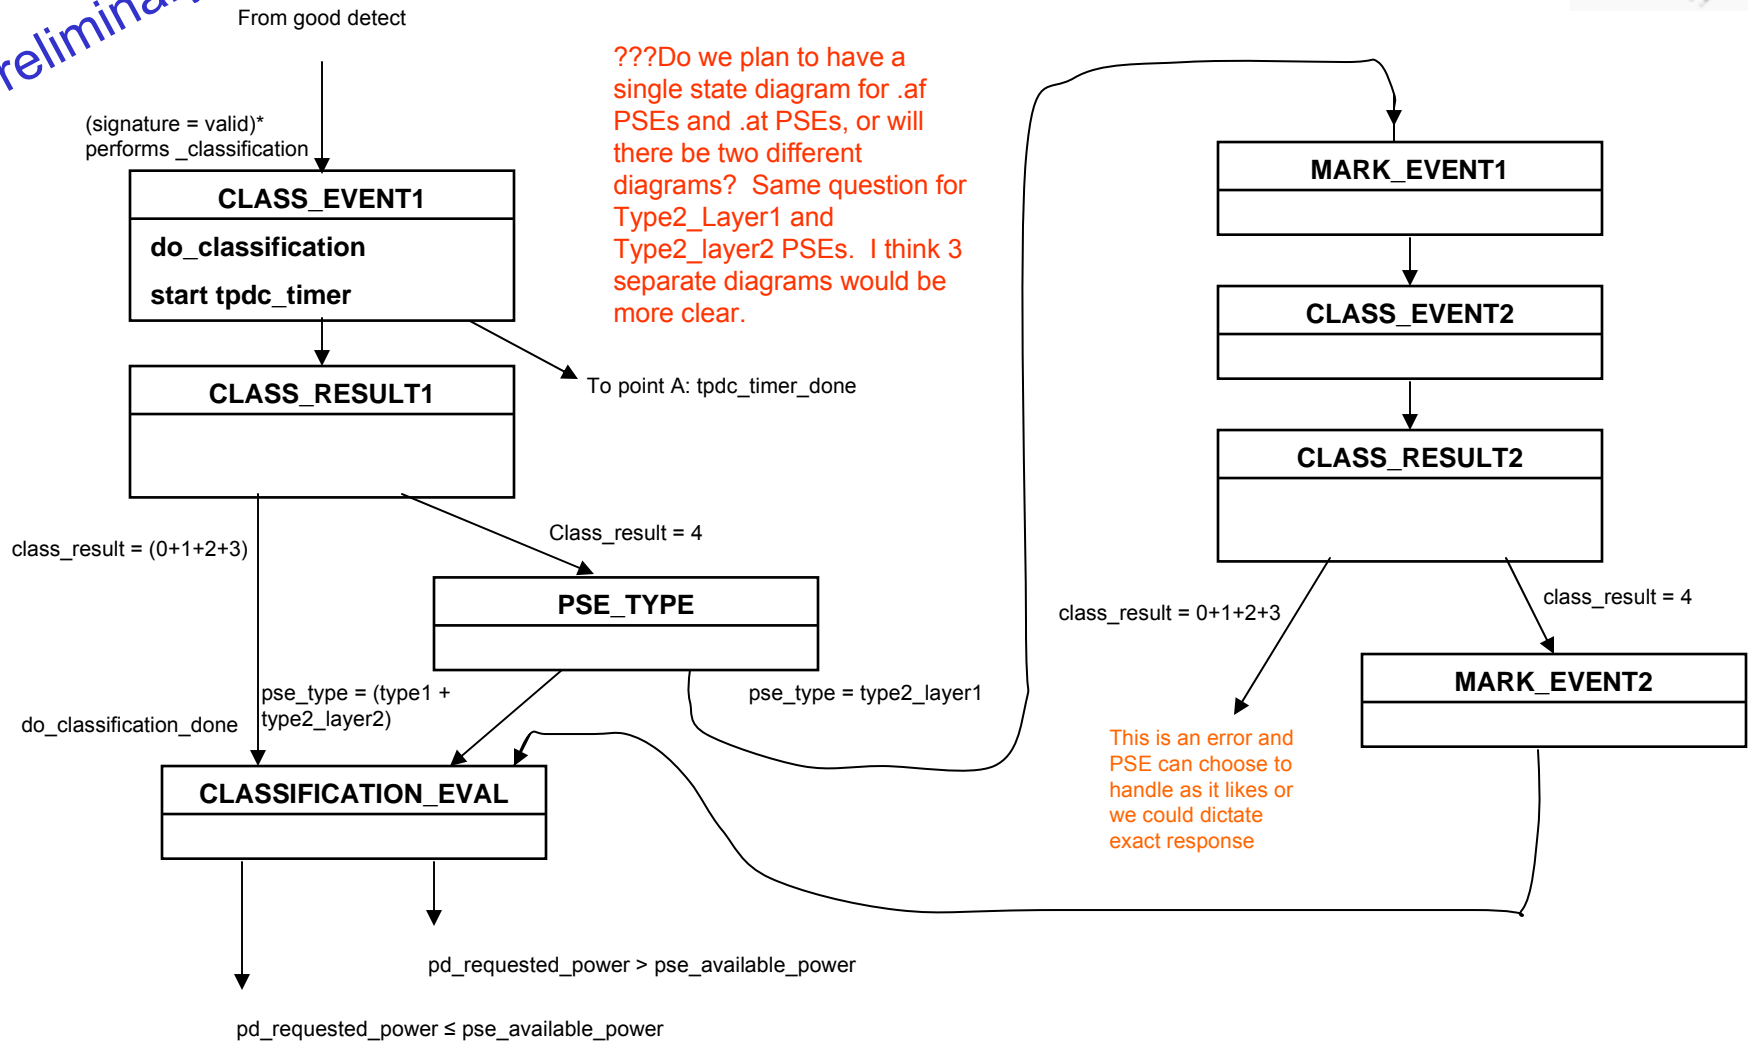 From good detect
(signature = valid)*
performs _classification
CLASS_EVENT1
do_classification
start tpdc_timer
To point A: tpdc_timer_done
CLASS_RESULT1
class_result = (0+1+2+3)
Class_result = 4
PSE_TYPE
pse_type = (type1 +
type2_layer2)
pse_type = type2_layer1
do_classification_done
CLASSIFICATION_EVAL
pd_requested_power > pse_available_power
pd_requested_power ≤ pse_available_power
???Do we plan to have a
single state diagram for .af
PSEs and .at PSEs, or will
there be two different
diagrams?  Same question for
Type2_Layer1 and
Type2_layer2 PSEs.  I think 3
separate diagrams would be
more clear.
MARK_EVENT1
CLASS_EVENT2
CLASS_RESULT2
class_result = 0+1+2+3
class_result = 4
MARK_EVENT2
This is an error and
PSE can choose to
handle as it likes or
we could dictate
exact response